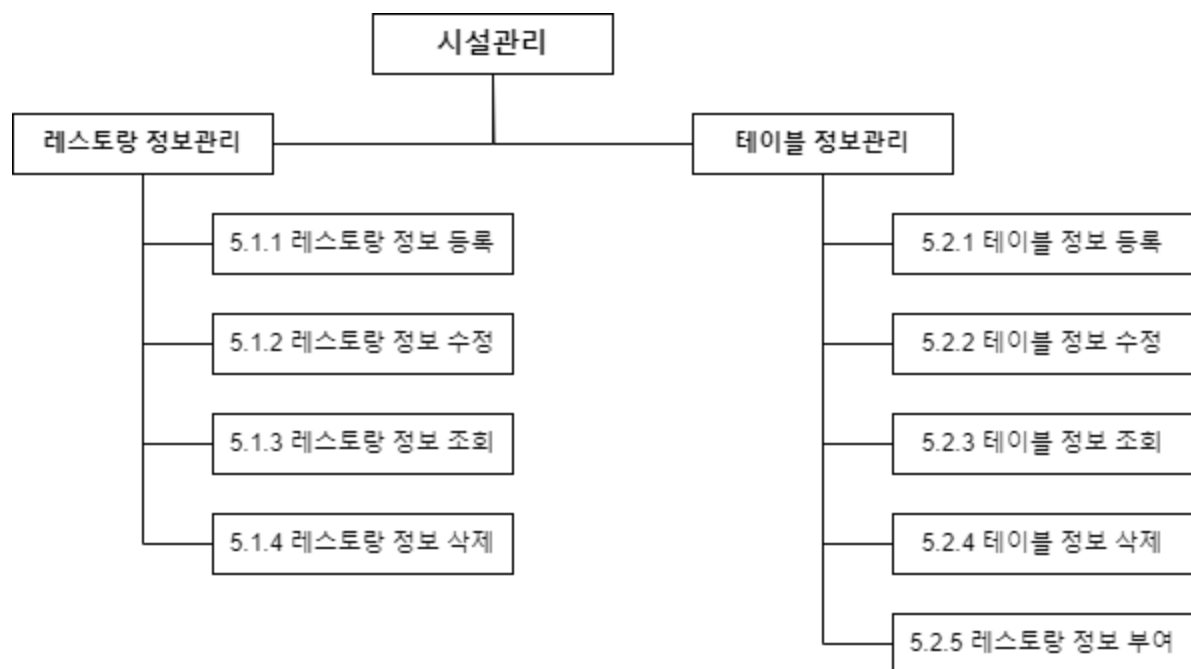 시설관리
레스토랑 정보관리
테이블 정보관리
5.1.1 레스토랑 정보 등록
5.1.2 레스토랑 정보 수정
5.1.3 레스토랑 정보 조회
5.1.4 레스토랑 정보 삭제
5.2.1 테이블 정보 등록
5.2.2 테이블 정보 수정
5.2.3 테이블 정보 조회
5.2.4 테이블 정보 삭제
5.2.5 레스토랑 정보 부여